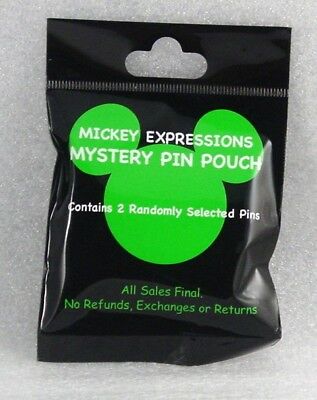 MICKEY EXPRESSIONS
MYSTERY PIN POUCH
Contains 2 Randomly Selected Pins
All Sales Final.
No Refunds, Exchanges or Returns